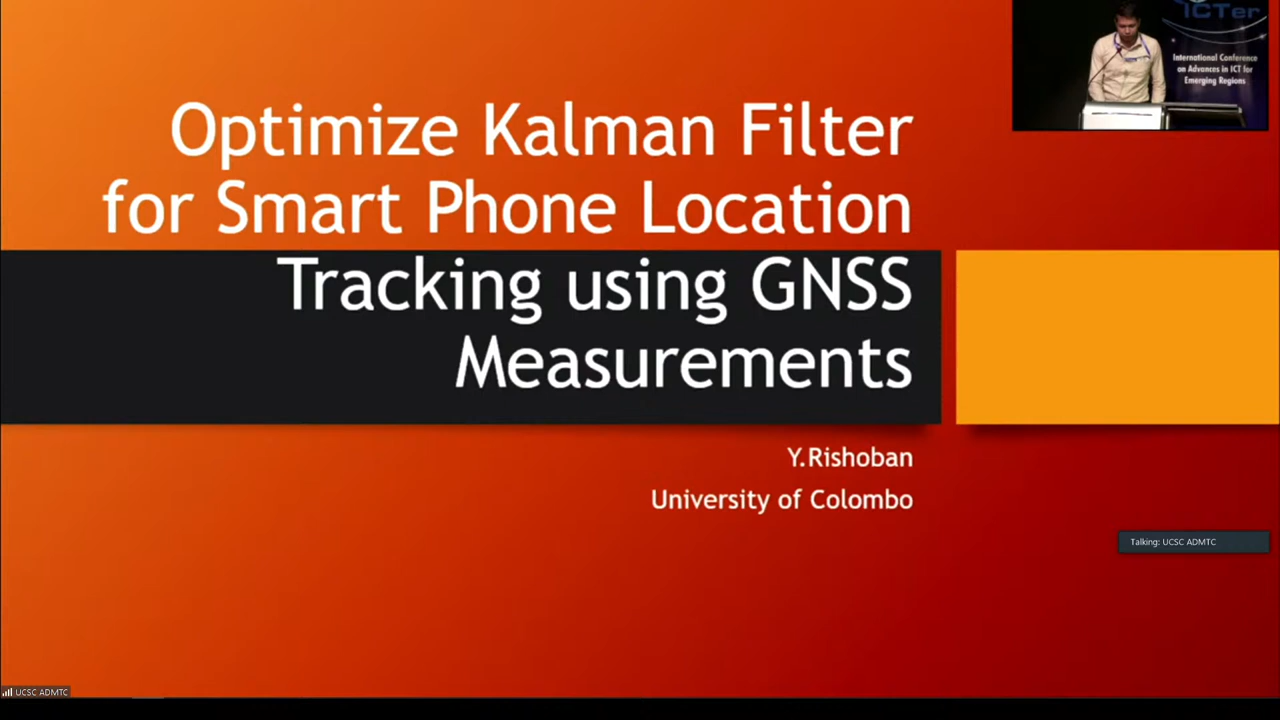 Optimize Kalman Filter
for Smart Phone Location
Tracking using GNSS
Measurements
Y.Rishoban
University of Colombo
ICTer
International Conference
on Advances in ICT for
Emerging Regions
Talking: UCSC ADMTC
UCSC ADMTC